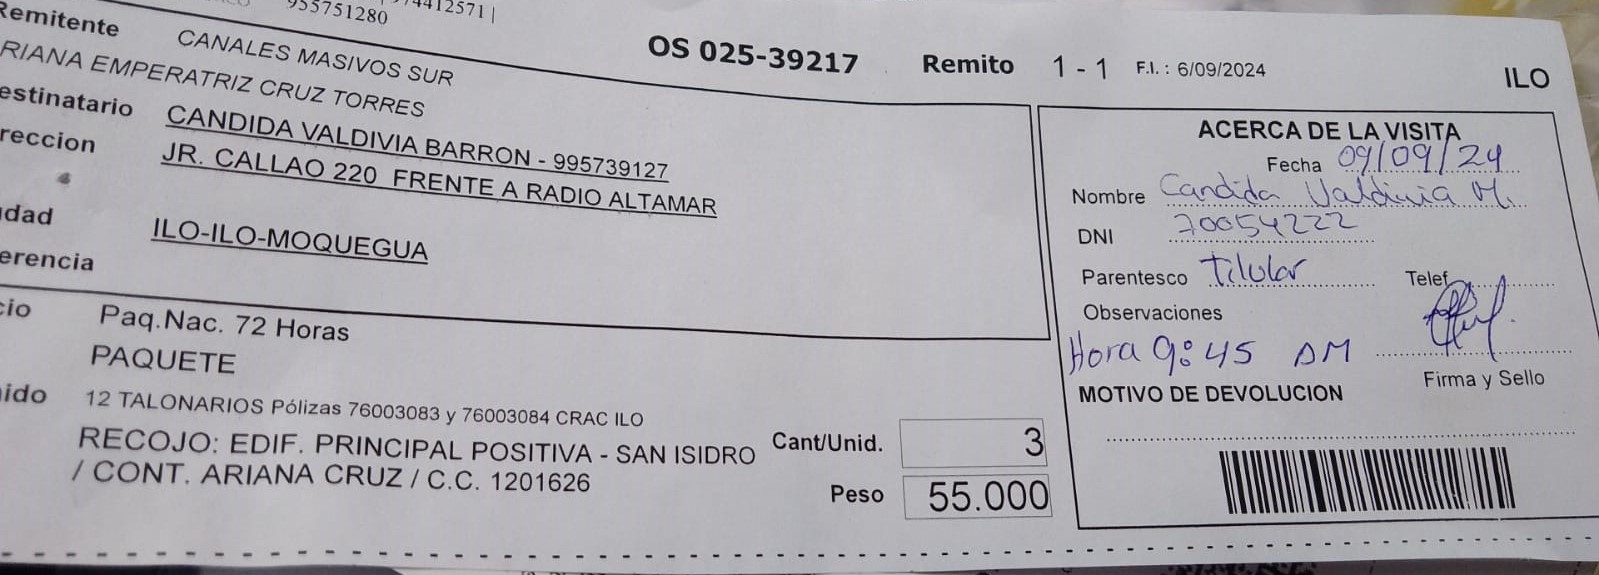 955751280
74412571 |
Remitente CANALES MASIVOS SUR
RIANA EMPERATRIZ CRUZ TORRES
OS 025-39217 Remito 1 - 1 F.I. : 6/09/2024 ILO
estinatario CANDIDA VALDIVIA BARRON - 995739127
reccion JR. CALLAO 220 FRENTE A RADIO ALTAMAR
dad ILO-ILO-MOQUEGUA
erencia
cio Paq.Nac. 72 Horas
PAQUETE
ido 12 TALONARIOS Pólizas 76003083 y 76003084 CRAC ILO
RECOJO: EDIF. PRINCIPAL POSITIVA - SAN ISIDRO
/ CONT. ARIANA CRUZ / C.C. 1201626
Cant/Unid. 3
Peso 55.000
ACERCA DE LA VISITA
Fecha 09/09/24
Nombre Candida Valdivia
DNI 70054222
Parentesco Titular Telef
Observaciones
Hora 9:45 AM
Firma y Sello
MOTIVO DE DEVOLUCION